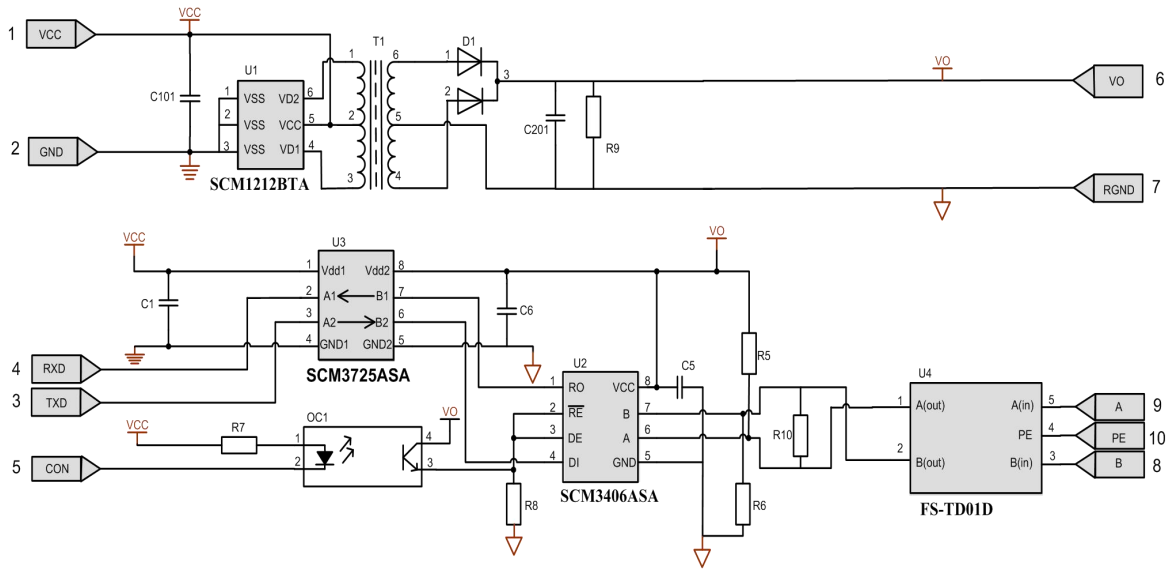 VCC
1 VCC
T1
U1
C101
1 VSS VD2 6
2 VSS VCC 5
3 VSS VD1 4
SCM1212BTA
2 GND
1
2
3
6
5
4
D1
1
2
3
C201
R9
VO
VO 6
RGND 7
VCC
C1
U3
1 Vdd1 Vdd2 8
2 A1 B1 7
3 A2 B2 6
4 GND1 GND2 5
SCM3725ASA
C6
VO
R5
4 RXD
3 TXD
5 CON
VCC
R7
OC1
1
2
4
3
VO
R8
U2
1 RO VCC 8
2 RE B 7
3 DE A 6
4 DI GND 5
SCM3406ASA
C5
R10
R6
U4
1 A(out) A(in) 5
PE 4
2 B(out) B(in) 3
FS-TD01D
A 9
PE 10
B 8